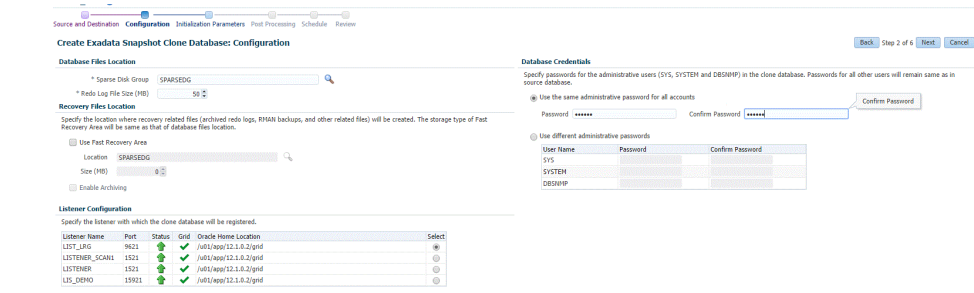 Source and Destination Configuration Initialization Parameters Post Processing Schedule Review
Create Exadata Snapshot Clone Database: Configuration
Back Step 2 of 6 Next Cancel
Database Files Location
* Sparse Disk Group SPARSEDG
* Redo Log File Size (MB) 50
Recovery Files Location
Specify the location where recovery related files (archived redo logs, RMAN backups, and other related files) will be created. The storage type of Fast
Recovery Area will be same as that of database files location.
Use Fast Recovery Area
Location SPARSEDG
Size (MB) 0
Enable Archiving
Database Credentials
Specify passwords for the administrative users (SYS, SYSTEM and DBSNMP) in the clone database. Passwords for all other users will remain same as in
source database.
Use the same administrative password for all accounts
Password •••••• Confirm Password ••••••
Confirm Password
Use different administrative passwords
User Name Password Confirm Password
SYS
SYSTEM
DBSNMP
Listener Configuration
Specify the listener with which the clone database will be registered.
Listener Name Port Status Grid Oracle Home Location Select
LIST_LRG 9621 /u01/app/12.1.0.2/grid
LISTENER_SCAN1 1521 /u01/app/12.1.0.2/grid
LISTENER 1521 /u01/app/12.1.0.2/grid
LIS_DEMO 15921 /u01/app/12.1.0.2/grid